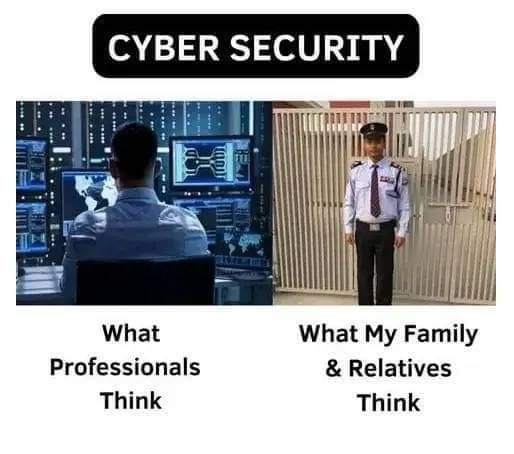 CYBER SECURITY
What
Professionals
Think
What My Family
& Relatives
Think